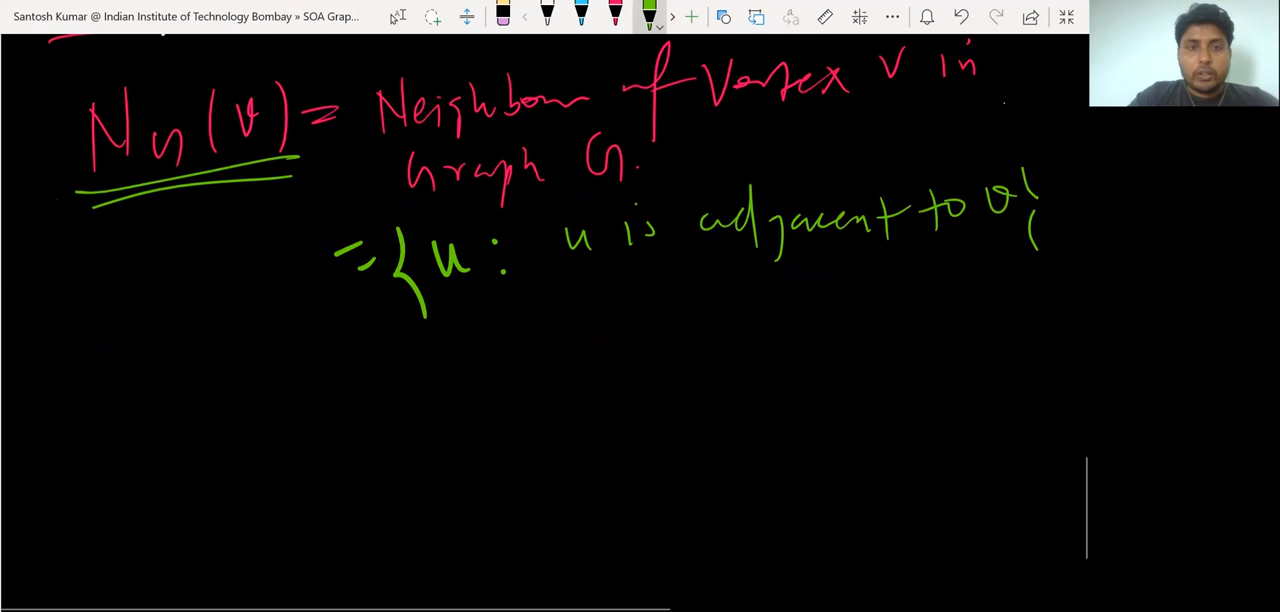 Santosh Kumar @ Indian Institute of Technology Bombay » SOA Grap...
N_G(v) = Neighbour of Vertex v in
Graph G.
= { u : u is adjacent to v }